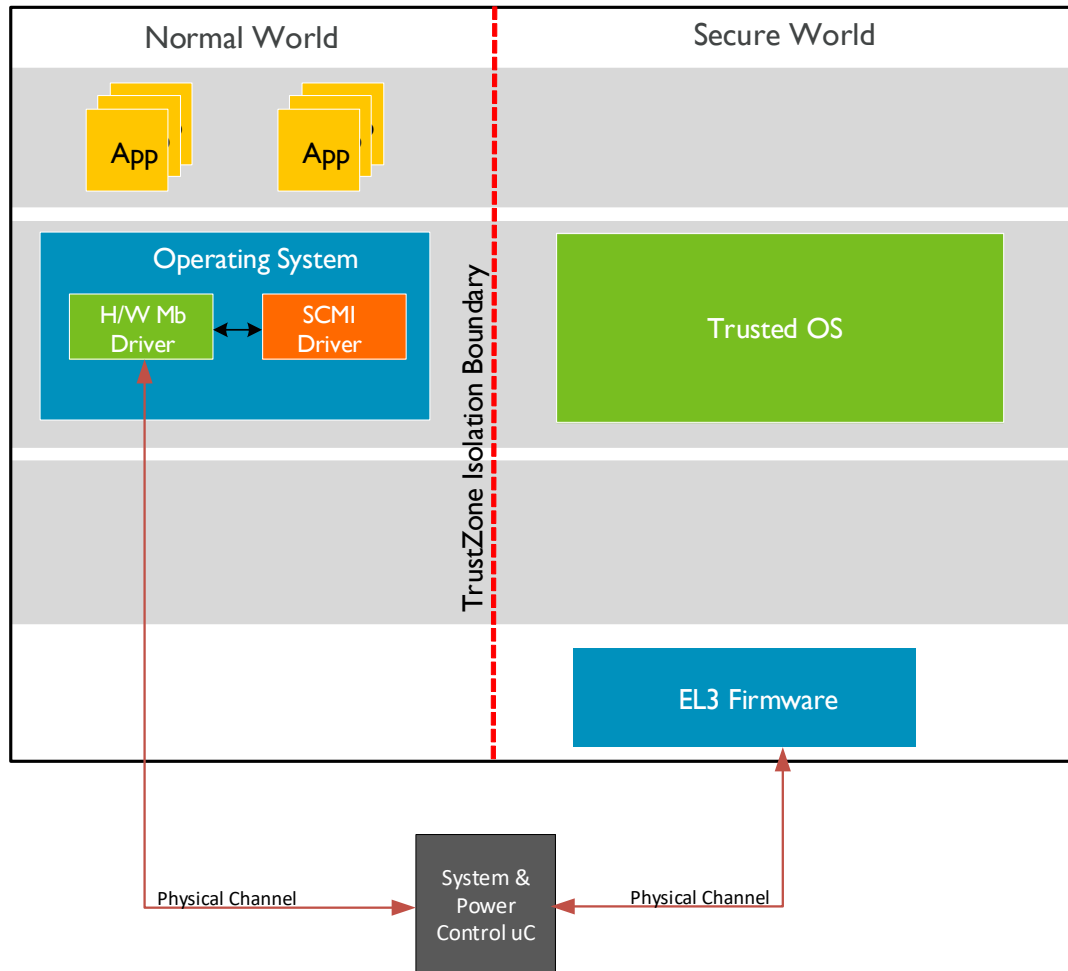 Normal World
Secure World
App
App
Operating System
H/W Mb
Driver
SCMI
Driver
TrustZone Isolation Boundary
Trusted OS
EL3 Firmware
System &
Power
Control uC
Physical Channel
Physical Channel